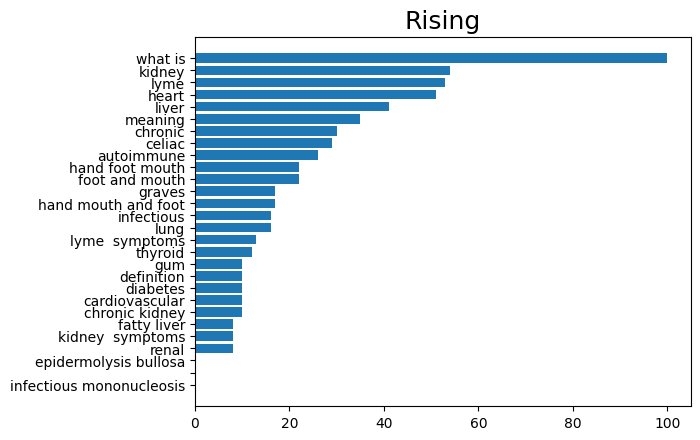 Rising
what is
kidney
lyme
heart
liver
meaning
chronic
celiac
autoimmune
hand foot mouth
foot and mouth
graves
hand mouth and foot
infectious
lung
lyme  symptoms
thyroid
gum
definition
diabetes
cardiovascular
chronic kidney
fatty liver
kidney  symptoms
renal
epidermolysis bullosa
infectious mononucleosis
0 20 40 60 80 100